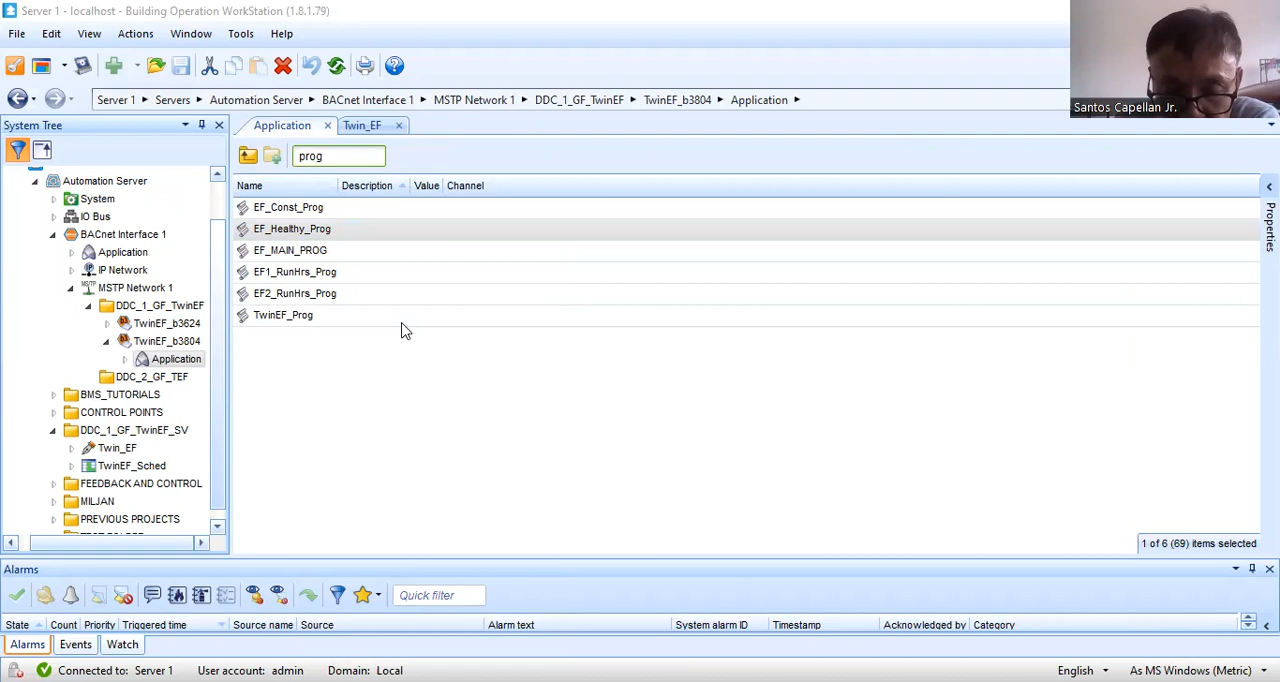 Server 1 - localhost - Building Operation WorkStation (1.8.1.79)
File Edit View Actions Window Tools Help
Server 1 Servers Automation Server BACnet Interface 1 MSTP Network 1 DDC_1_GF_TwinEF TwinEF_b3804 Application
Santos Capellan Jr.
System Tree
Application
Twin_EF
prog
Automation Server
System
IO Bus
BACnet Interface 1
Application
IP Network
MSTP Network 1
DDC_1_GF_TwinEF
TwinEF_b3624
TwinEF_b3804
Application
DDC_2_GF_TEF
BMS_TUTORIALS
CONTROL POINTS
DDC_1_GF_TwinEF_SV
Twin_EF
TwinEF_Sched
FEEDBACK AND CONTROL
MILJAN
PREVIOUS PROJECTS
Name Description Value Channel
EF_Const_Prog
EF_Healthy_Prog
EF_MAIN_PROG
EF1_RunHrs_Prog
EF2_RunHrs_Prog
TwinEF_Prog
Properties
1 of 6 (69) items selected
Alarms
Quick filter
State Count Priority Triggered time Source name Source Alarm text System alarm ID Timestamp Acknowledged by Category
Alarms Events Watch
Connected to: Server 1 User account: admin Domain: Local English As MS Windows (Metric)